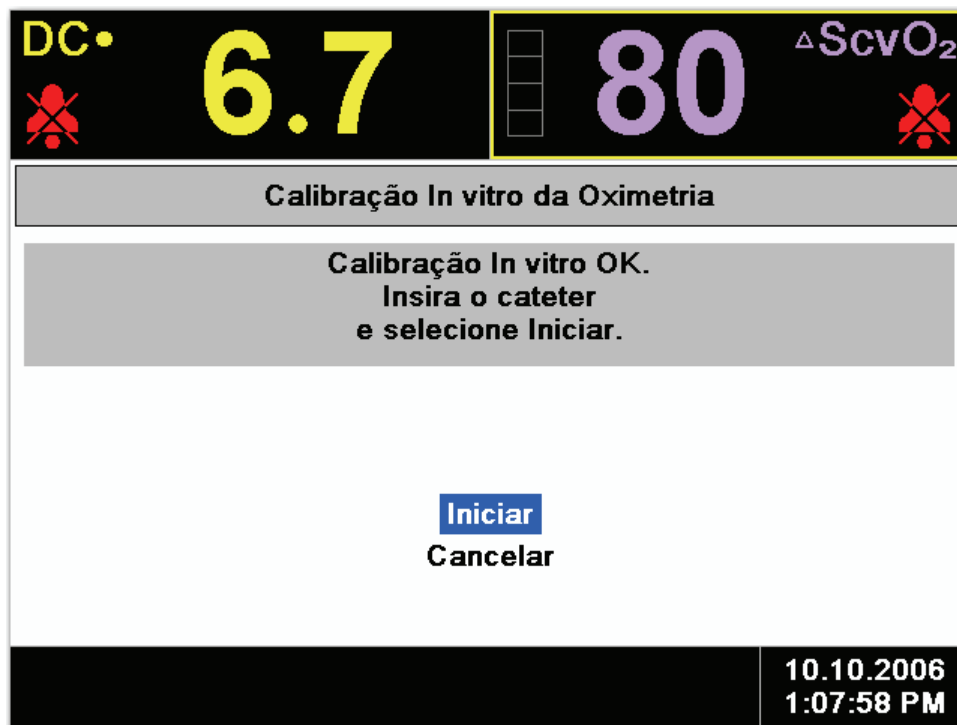 DC•
6.7
80
▵ScvO₂
Calibração In vitro da Oximetria
Calibração In vitro OK.
Insira o cateter
e selecione Iniciar.
Iniciar
Cancelar
10.10.2006
1:07:58 PM